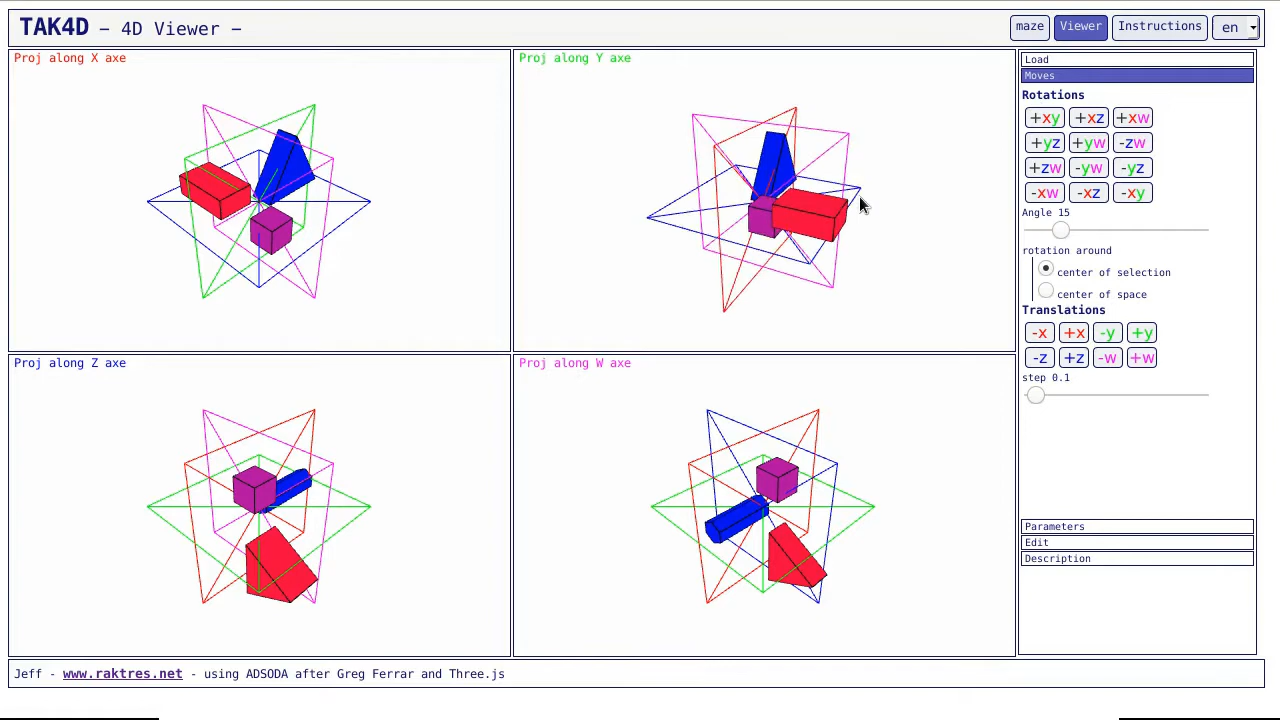 TAK4D – 4D Viewer –
maze Viewer Instructions en
Proj along X axe
Proj along Y axe
Load
Moves
Rotations
+xy +xz +xw
+yz +yw -zw
+zw -yw -yz
-xw -xz -xy
Angle 15
rotation around
center of selection
center of space
Translations
-x +x -y +y
-z +z -w +w
step 0.1
Proj along Z axe
Proj along W axe
Parameters
Edit
Description
Jeff - www.raktres.net - using ADSODA after Greg Ferrar and Three.js